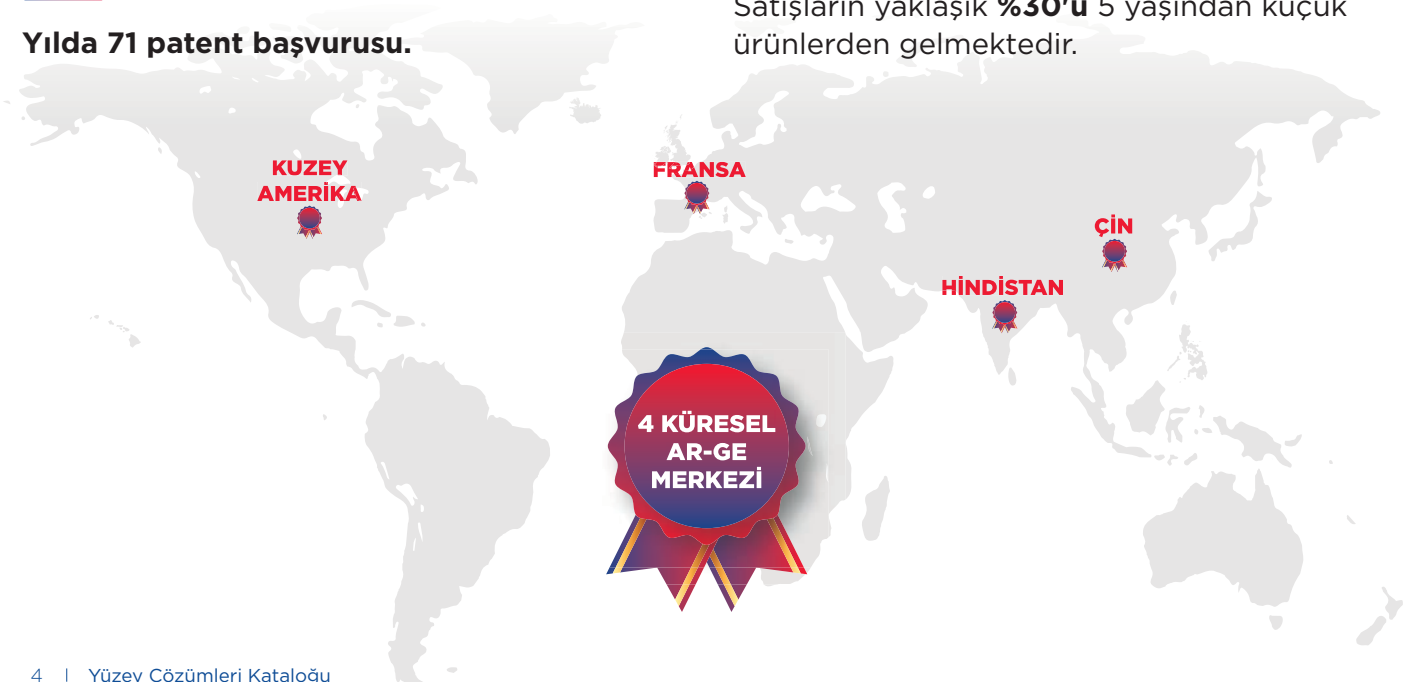 Yılda 71 patent başvurusu.
Satışların yaklaşık %30'u 5 yaşından küçük
ürünlerden gelmektedir.
KUZEY
AMERİKA
FRANSA
ÇİN
HİNDİSTAN
4 KÜRESEL
AR-GE
MERKEZİ
4 | Yüzey Çözümleri Kataloğu